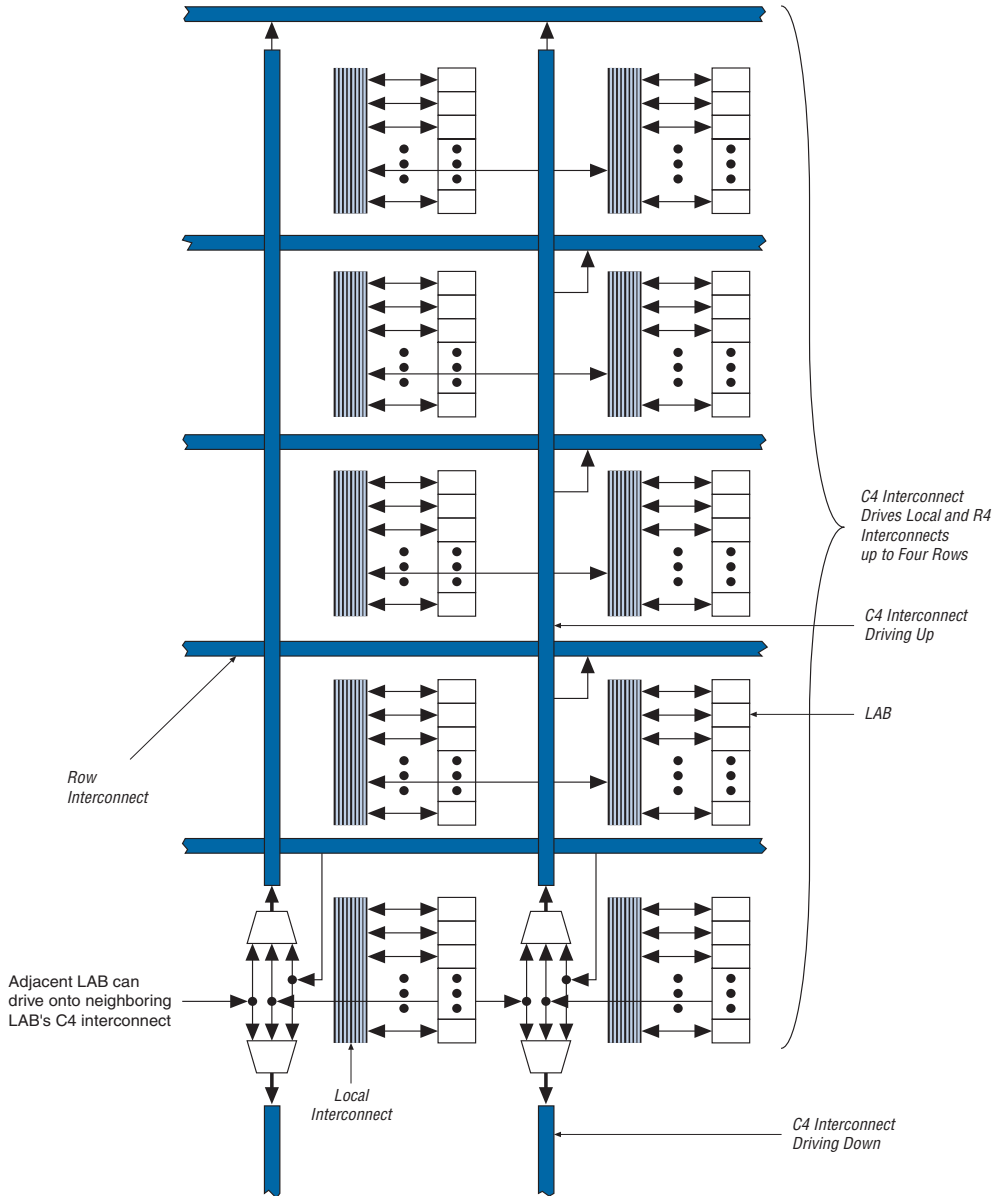 C4 Interconnect
Drives Local and R4
Interconnects
up to Four Rows
C4 Interconnect
Driving Up
LAB
Row
Interconnect
Adjacent LAB can
drive onto neighboring
LAB's C4 interconnect
Local
Interconnect
C4 Interconnect
Driving Down